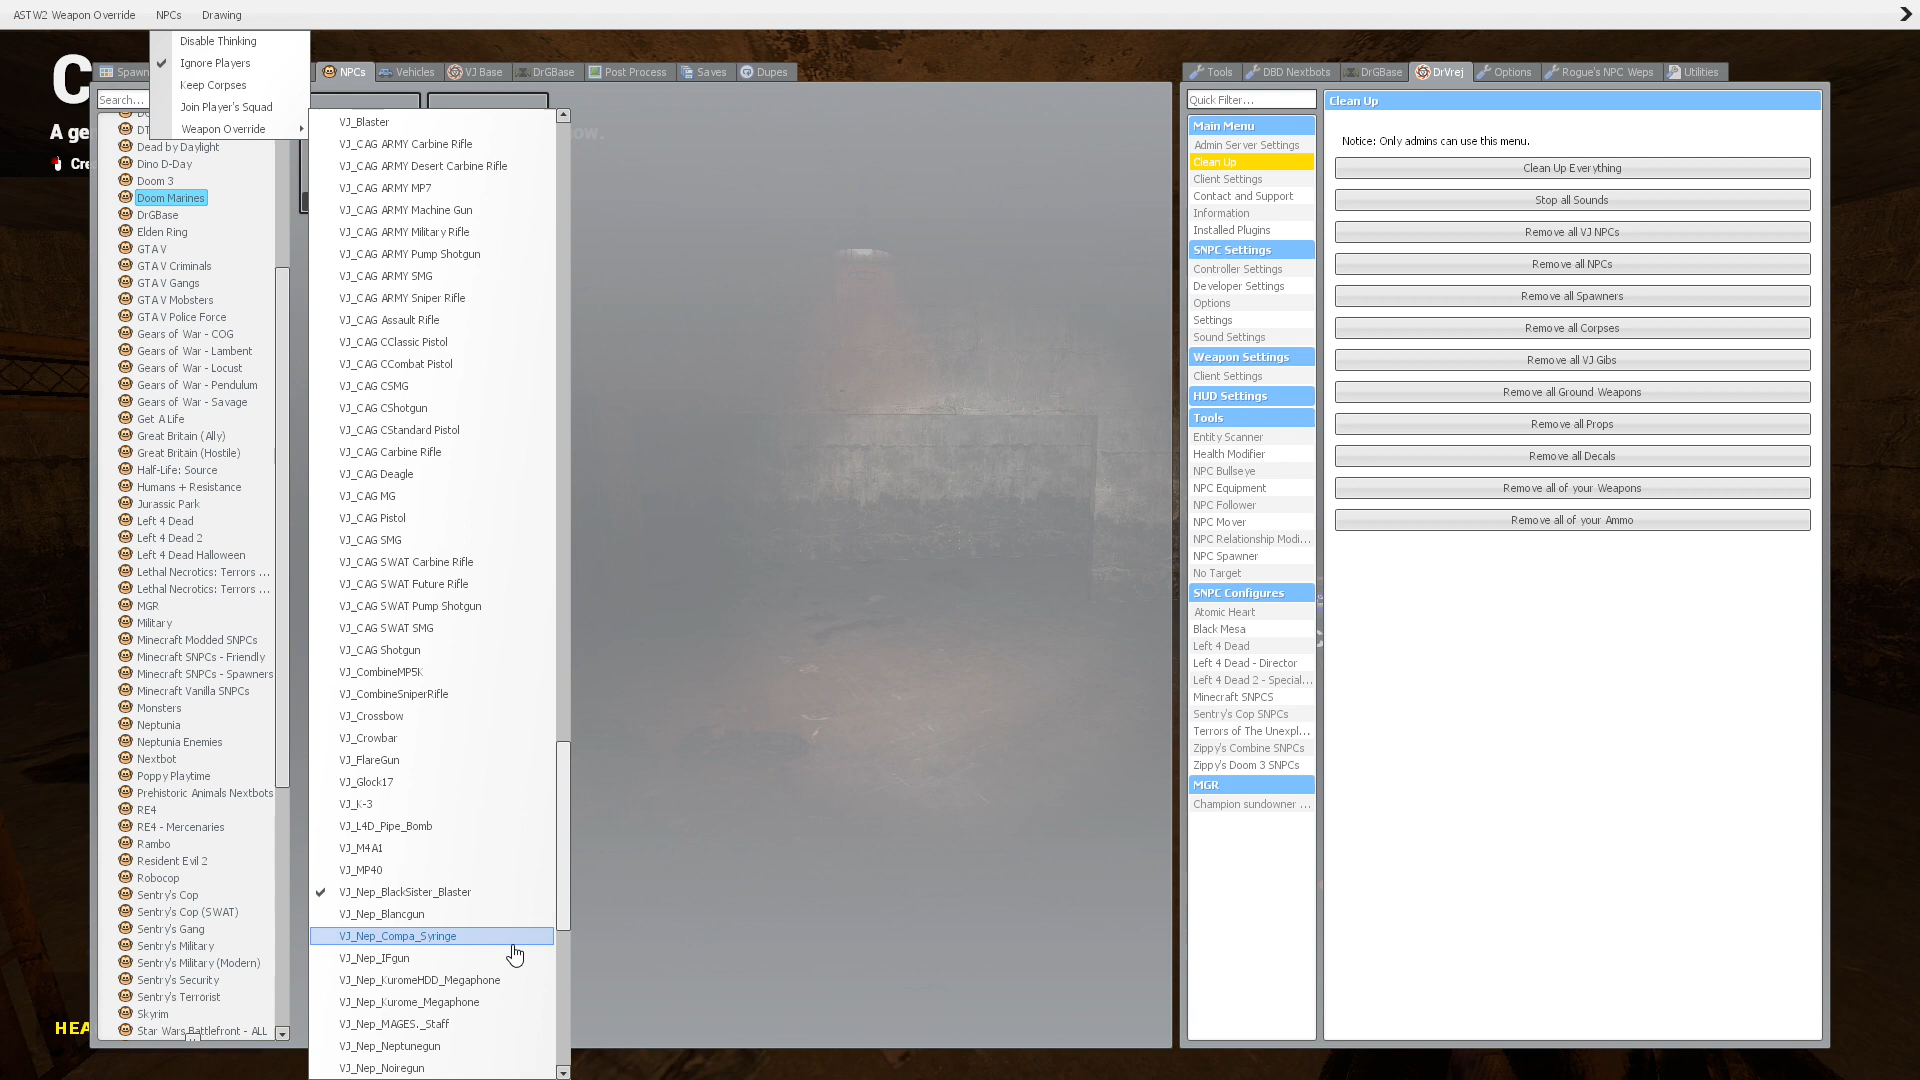 ASTW2 Weapon Override NPCs Drawing
Disable Thinking
Ignore Players
Keep Corpses
Join Player's Squad
Weapon Override
C
A ge
Cre
now.
HEA
Spawn
NPCs Vehicles VJ Base DrGBase Post Process Saves Dupes
Search...
Dead by Daylight
Dino D-Day
Doom 3
Doom Marines
DrGBase
Elden Ring
GTA V
GTA V Criminals
GTA V Gangs
GTA V Mobsters
GTA V Police Force
Gears of War - COG
Gears of War - Lambent
Gears of War - Locust
Gears of War - Pendulum
Gears of War - Savage
Get A Life
Great Britain (Ally)
Great Britain (Hostile)
Half-Life: Source
Humans + Resistance
Jurassic Park
Left 4 Dead
Left 4 Dead 2
Left 4 Dead Halloween
Lethal Necrotics: Terrors ...
Lethal Necrotics: Terrors ...
MGR
Military
Minecraft Modded SNPCs
Minecraft SNPCs - Friendly
Minecraft SNPCs - Spawners
Minecraft Vanilla SNPCs
Monsters
Neptunia
Neptunia Enemies
Nextbot
Poppy Playtime
Prehistoric Animals Nextbots
RE4
RE4 - Mercenaries
Rambo
Resident Evil 2
Robocop
Sentry's Cop
Sentry's Cop (SWAT)
Sentry's Gang
Sentry's Military
Sentry's Military (Modern)
Sentry's Security
Sentry's Terrorist
Skyrim
Star Wars Battlefront - ALL
VJ_Blaster
VJ_CAG ARMY Carbine Rifle
VJ_CAG ARMY Desert Carbine Rifle
VJ_CAG ARMY MP7
VJ_CAG ARMY Machine Gun
VJ_CAG ARMY Military Rifle
VJ_CAG ARMY Pump Shotgun
VJ_CAG ARMY SMG
VJ_CAG ARMY Sniper Rifle
VJ_CAG Assault Rifle
VJ_CAG CClassic Pistol
VJ_CAG CCombat Pistol
VJ_CAG CSMG
VJ_CAG CShotgun
VJ_CAG CStandard Pistol
VJ_CAG Carbine Rifle
VJ_CAG Deagle
VJ_CAG MG
VJ_CAG Pistol
VJ_CAG SMG
VJ_CAG SWAT Carbine Rifle
VJ_CAG SWAT Future Rifle
VJ_CAG SWAT Pump Shotgun
VJ_CAG SWAT SMG
VJ_CAG Shotgun
VJ_CombineMP5K
VJ_CombineSniperRifle
VJ_Crossbow
VJ_Crowbar
VJ_FlareGun
VJ_Glock17
VJ_K-3
VJ_L4D_Pipe_Bomb
VJ_M4A1
VJ_MP40
VJ_Nep_BlackSister_Blaster
VJ_Nep_Blancgun
VJ_Nep_Compa_Syringe
VJ_Nep_IFgun
VJ_Nep_KuromeHDD_Megaphone
VJ_Nep_Kurome_Megaphone
VJ_Nep_MAGES._Staff
VJ_Nep_Neptunegun
VJ_Nep_Noiregun
Tools DBD Nextbots DrGBase DrVrej Options Rogue's NPC Weps Utilities
Quick Filter...
Main Menu
Admin Server Settings
Clean Up
Client Settings
Contact and Support
Information
Installed Plugins
SNPC Settings
Controller Settings
Developer Settings
Options
Settings
Sound Settings
Weapon Settings
Client Settings
HUD Settings
Tools
Entity Scanner
Health Modifier
NPC Bullseye
NPC Equipment
NPC Follower
NPC Mover
NPC Relationship Modi...
NPC Spawner
No Target
SNPC Configures
Atomic Heart
Black Mesa
Left 4 Dead
Left 4 Dead - Director
Left 4 Dead 2 - Special...
Minecraft SNPCS
Sentry's Cop SNPCs
Terrors of The Unexpl...
Zippy's Combine SNPCs
Zippy's Doom 3 SNPCs
MGR
Champion sundowner ...
Clean Up
Notice: Only admins can use this menu.
Clean Up Everything
Stop all Sounds
Remove all VJ NPCs
Remove all NPCs
Remove all Spawners
Remove all Corpses
Remove all VJ Gibs
Remove all Ground Weapons
Remove all Props
Remove all Decals
Remove all of your Weapons
Remove all of your Ammo